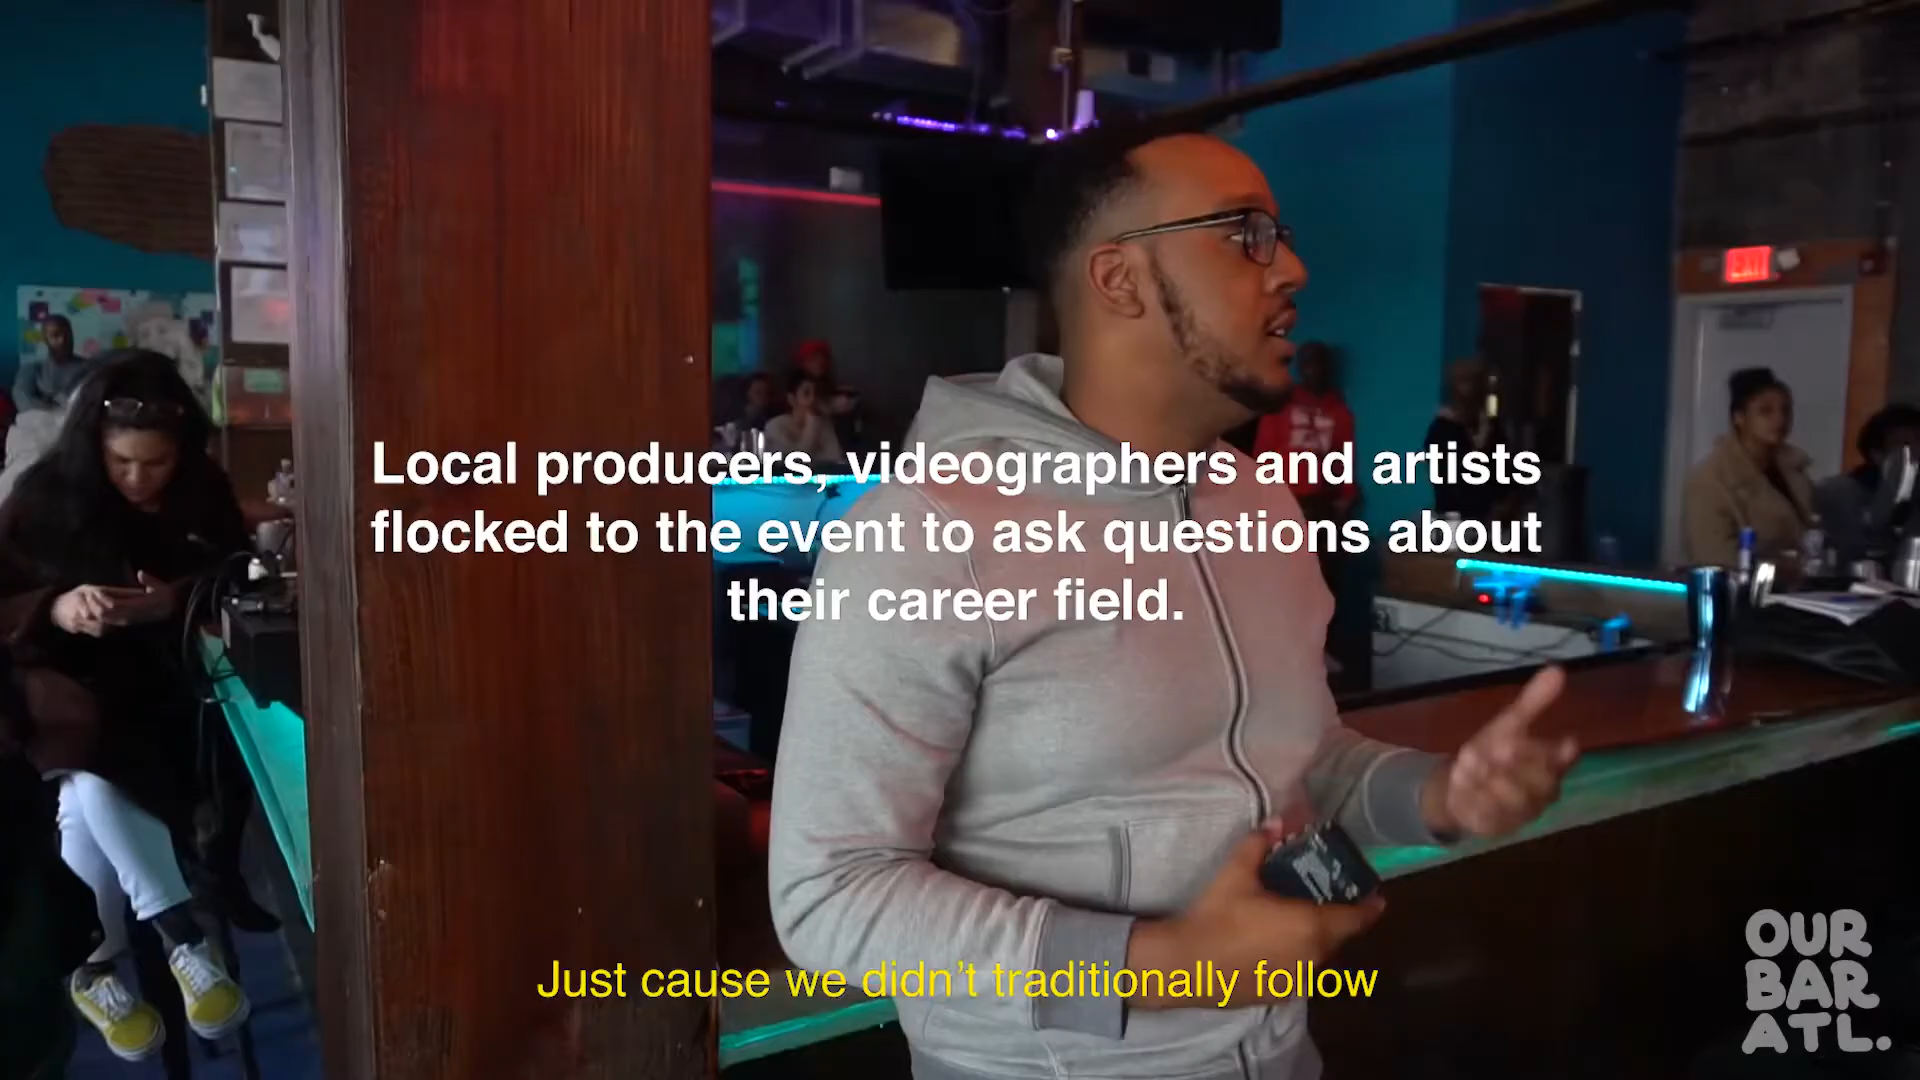 EXIT
Local producers, videographers and artists
flocked to the event to ask questions about
their career field.
Just cause we didn't traditionally follow
OUR
BAR
ATL.